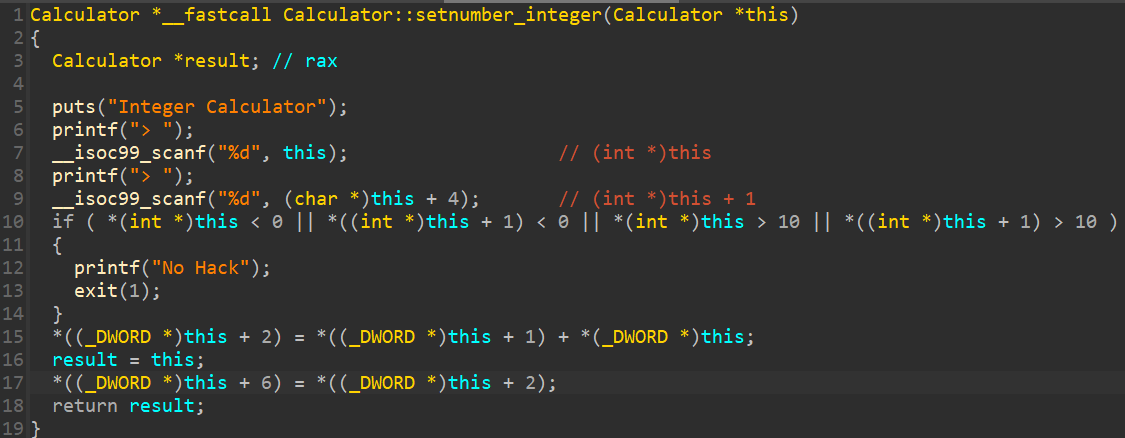 1 Calculator *__fastcall Calculator::setnumber_integer(Calculator *this)
2 {
3   Calculator *result; // rax
4
5   puts("Integer Calculator");
6   printf("> ");
7   __isoc99_scanf("%d", this);                   // (int *)this
8   printf("> ");
9   __isoc99_scanf("%d", (char *)this + 4);       // (int *)this + 1
10   if ( *(int *)this < 0 || *((int *)this + 1) < 0 || *(int *)this > 10 || *((int *)this + 1) > 10 )
11   {
12     printf("No Hack");
13     exit(1);
14   }
15   *((_DWORD *)this + 2) = *((_DWORD *)this + 1) + *(_DWORD *)this;
16   result = this;
17   *((_DWORD *)this + 6) = *((_DWORD *)this + 2);
18   return result;
19 }